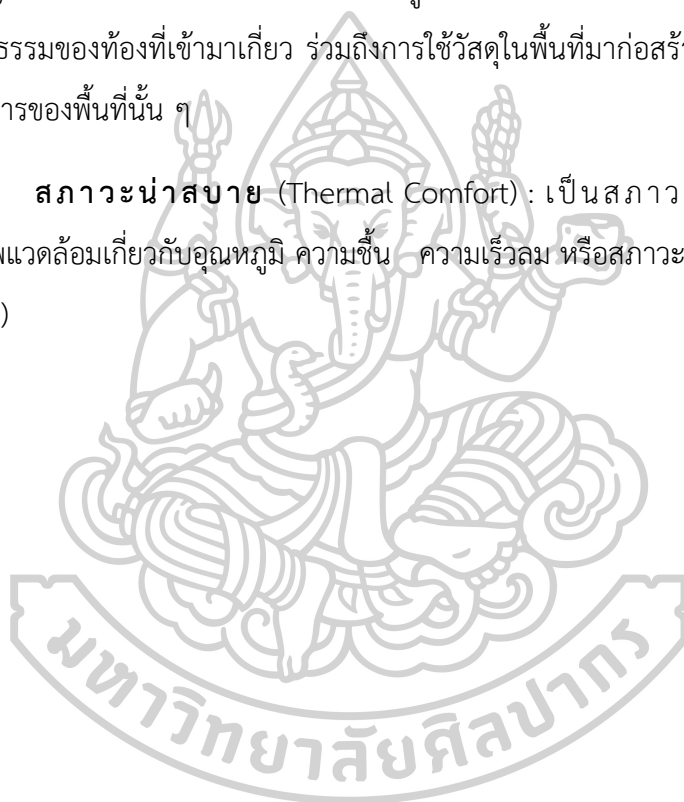 ธรรมของท้องที่เข้ามาเกี่ยว ร่วมถึงการใช้วัสดุในพื้นที่มาก่อสร้า
ารของพื้นที่นั้น ๆ
สภาวะน่าสบาย (Thermal Comfort) : เป็นสภาว
พแวดล้อมเกี่ยวกับอุณหภูมิ ความชื้น ความเร็วลม หรือสภาวะ
)
มหาวิทยาลัยศิลปากร